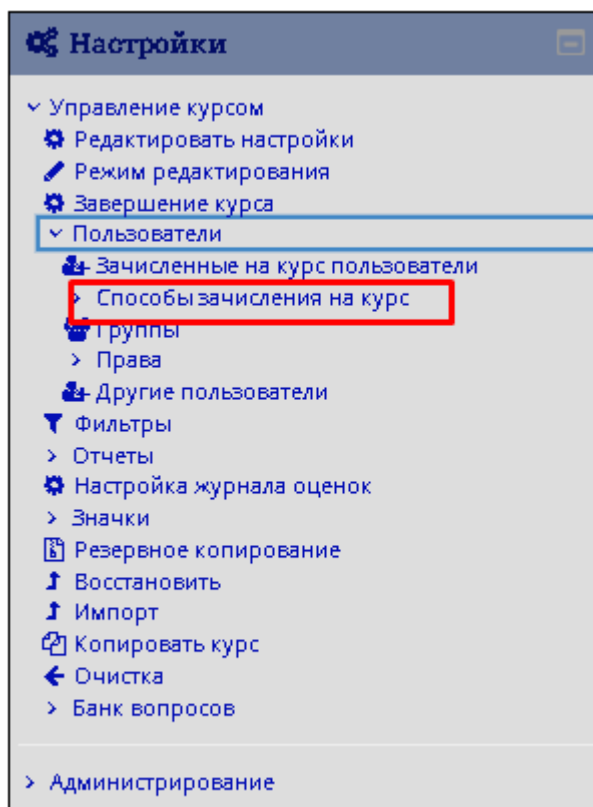 Настройки
Управление курсом
Редактировать настройки
Режим редактирования
Завершение курса
Пользователи
Зачисленные на курс пользователи
Способы зачисления на курс
Группы
Права
Другие пользователи
Фильтры
Отчеты
Настройка журнала оценок
Значки
Резервное копирование
Восстановить
Импорт
Копировать курс
Очистка
Банк вопросов
Администрирование